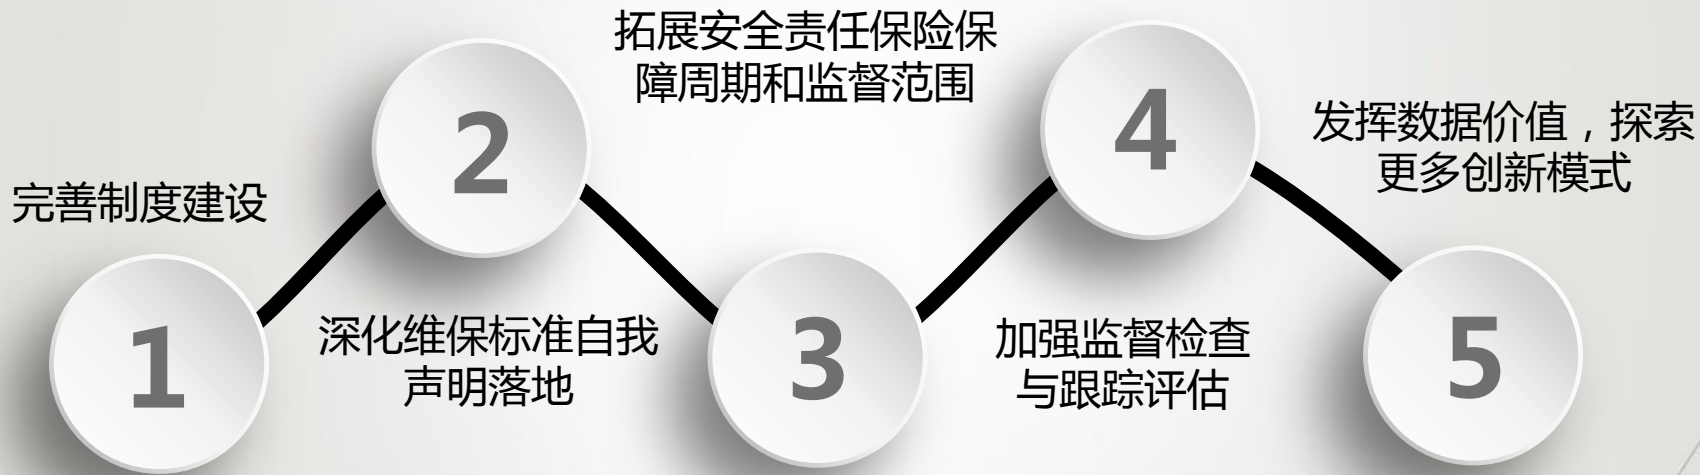 1
完善制度建设
2
深化维保标准自我
声明落地
3
拓展安全责任保险保
障周期和监督范围
4
加强监督检查
与跟踪评估
5
发挥数据价值，探索
更多创新模式